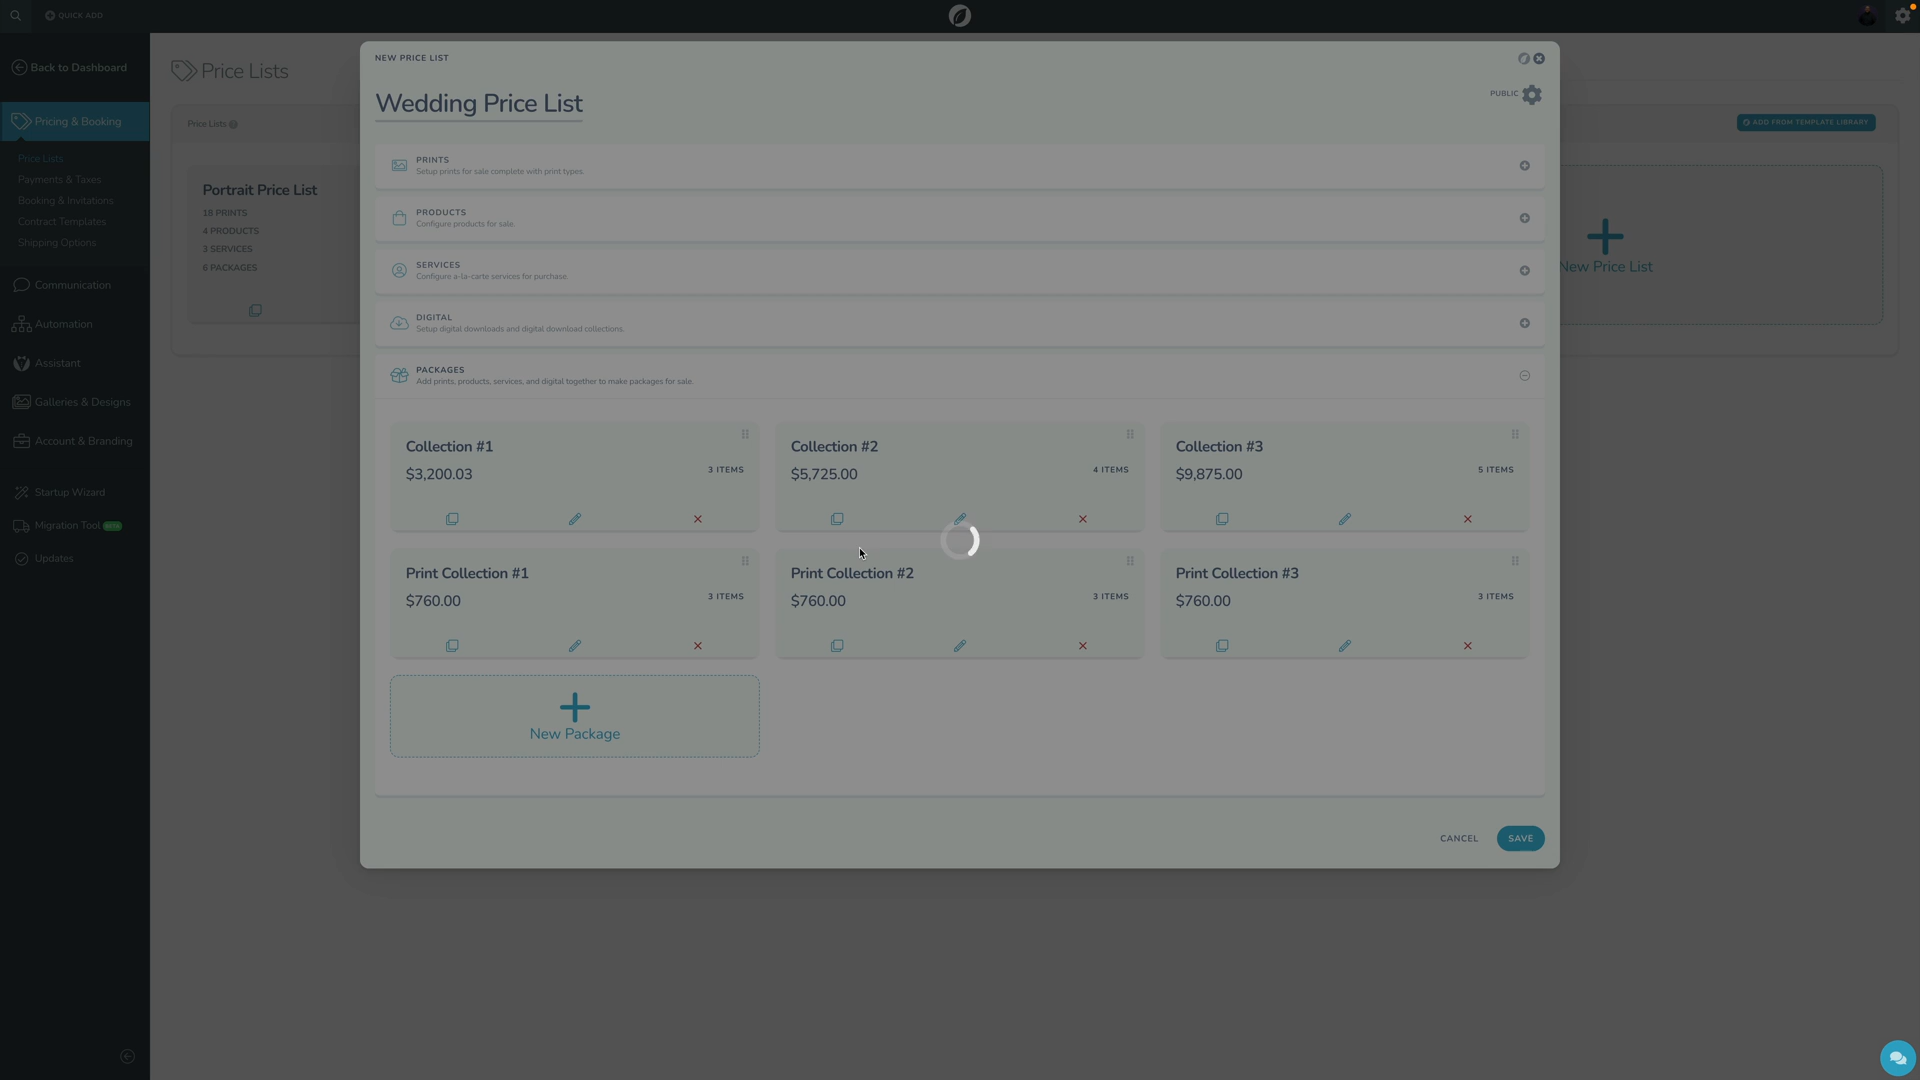 QUICK ADD
Back to Dashboard
Pricing & Booking
Price Lists
Payments & Taxes
Booking & Invitations
Contract Templates
Shipping Options
Communication
Automation
Assistant
Galleries & Designs
Account & Branding
Startup Wizard
Migration Tool BETA
Updates
Price Lists
Price Lists
ADD FROM TEMPLATE LIBRARY
Portrait Price List
18 PRINTS
4 PRODUCTS
3 SERVICES
6 PACKAGES
New Price List
NEW PRICE LIST
Wedding Price List
PUBLIC
PRINTS
Setup prints for sale complete with print types.
PRODUCTS
Configure products for sale.
SERVICES
Configure a-la-carte services for purchase.
DIGITAL
Setup digital downloads and digital download collections.
PACKAGES
Add prints, products, services, and digital together to make packages for sale.
Collection #1
$3,200.03
3 ITEMS
Collection #2
$5,725.00
4 ITEMS
Collection #3
$9,875.00
5 ITEMS
Print Collection #1
$760.00
3 ITEMS
Print Collection #2
$760.00
3 ITEMS
Print Collection #3
$760.00
3 ITEMS
New Package
CANCEL
SAVE